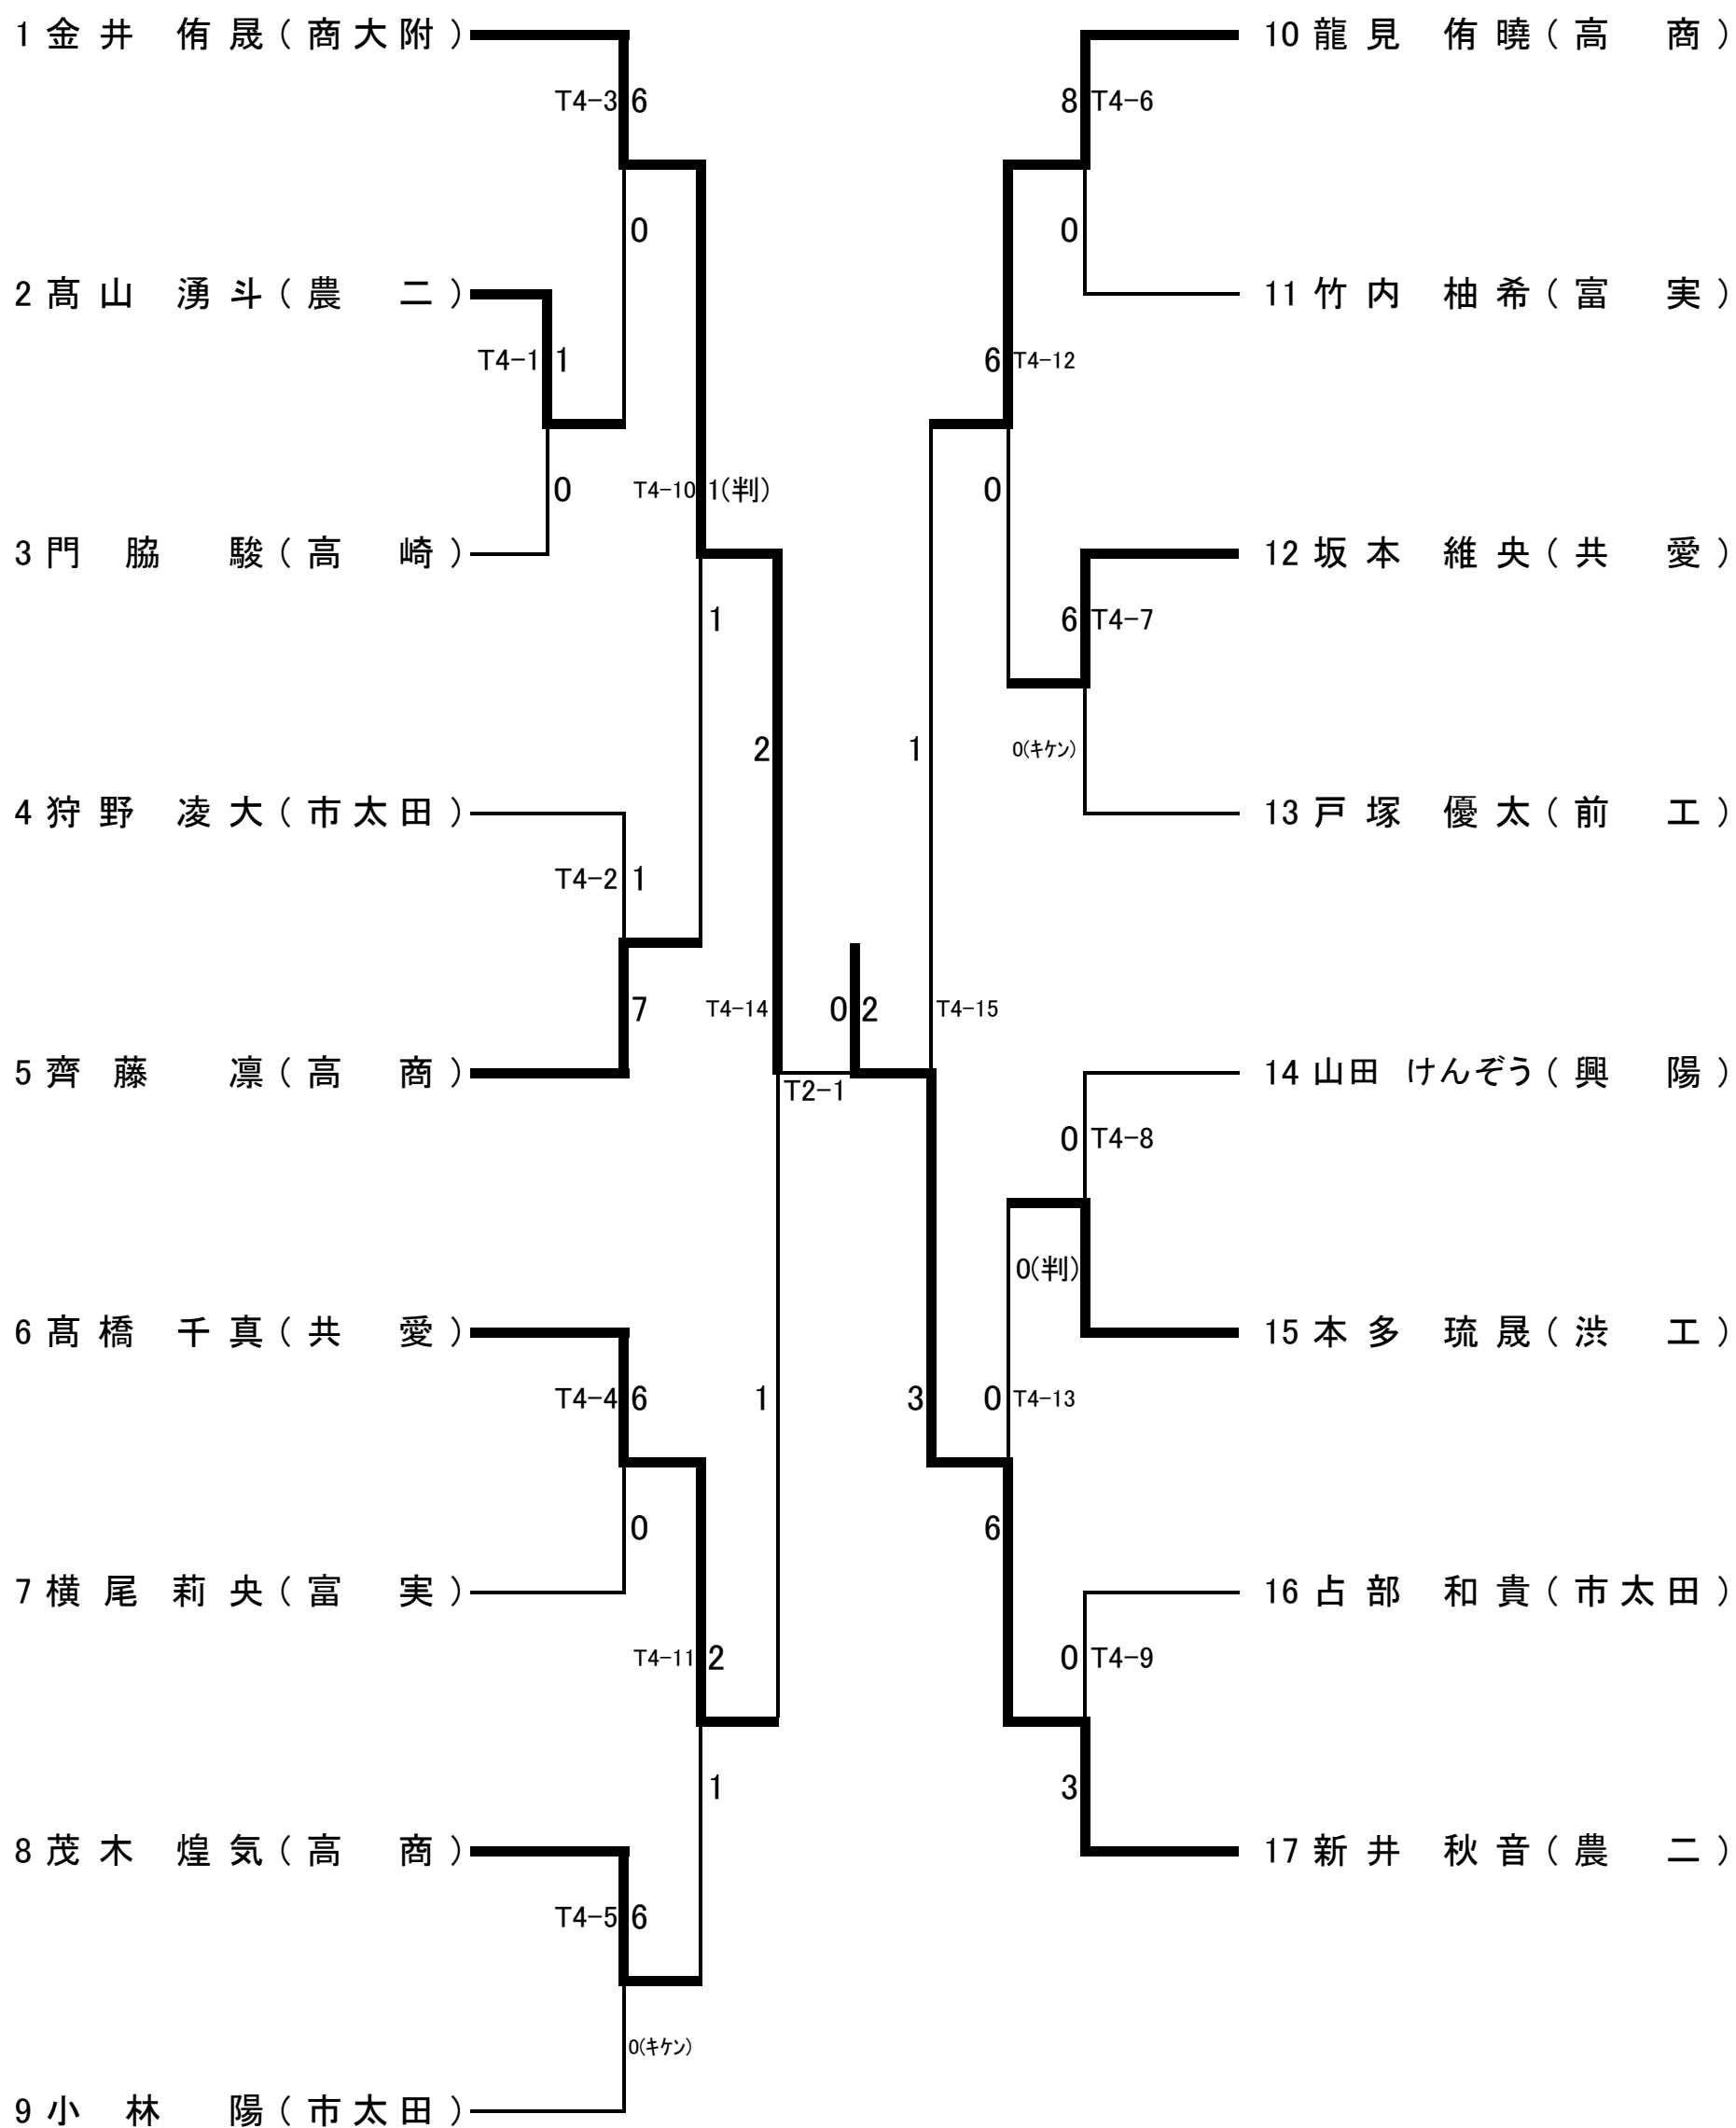 1 金井 侑晟(商大附)
10 龍見 侑曉(高商)
T4-3 6
8 T4-6
0
0
2 髙山 湧斗(農二)
11 竹内 柚希(富実)
T4-1 1
6 T4-12
0
T4-10 1(判)
0
3 門脇 駿(高崎)
12 坂本 維央(共愛)
1
6 T4-7
2
1
0(キケン)
4 狩野 凌大(市太田)
13 戸塚 優太(前工)
T4-2 1
7
T4-14
0 2
T4-15
5 齊藤 凛(高商)
14 山田 けんぞう(興陽)
T2-1
0 T4-8
0(判)
6 髙橋 千真(共愛)
15 本多 琉晟(渋工)
T4-4 6
1
3
0 T4-13
0
6
7 横尾 莉央(富実)
16 占部 和貴(市太田)
T4-11 2
0 T4-9
1
3
8 茂木 煌気(高商)
17 新井 秋音(農二)
T4-5 6
0(キケン)
9 小林 陽(市太田)